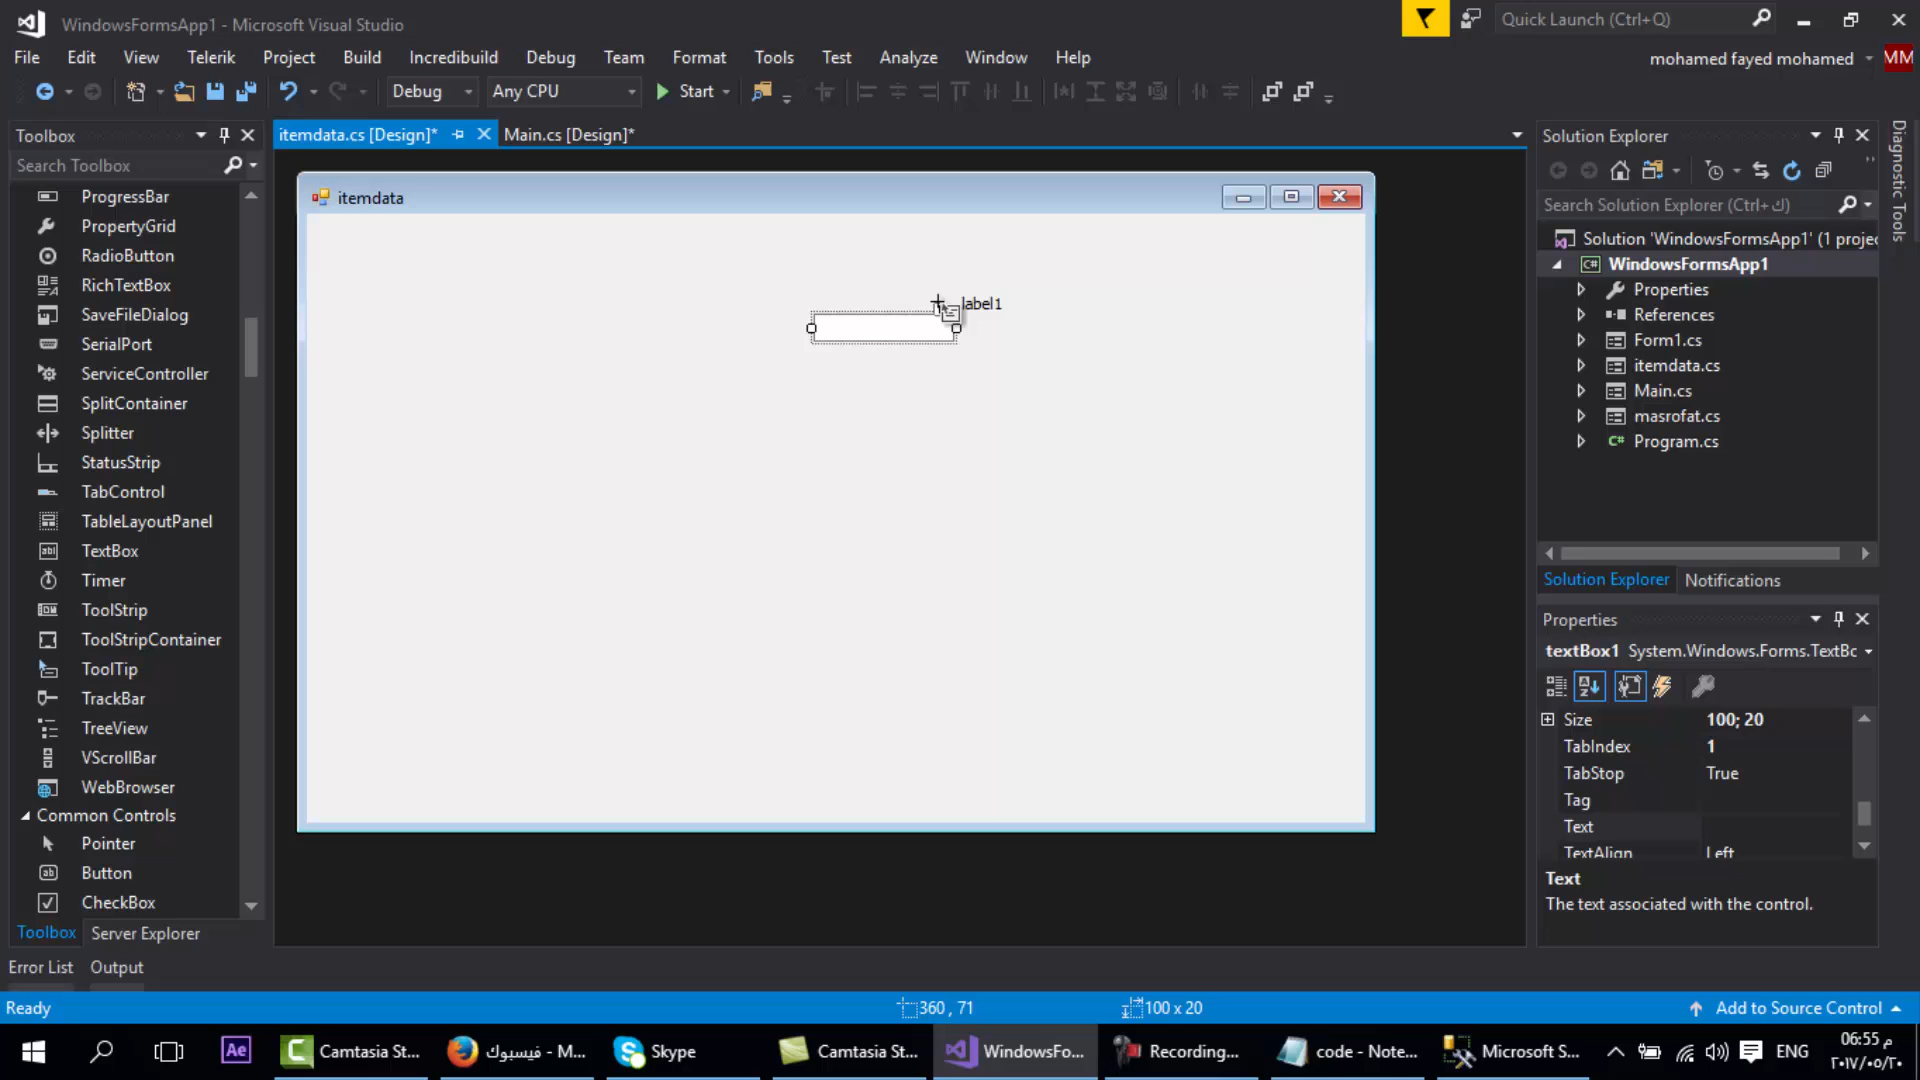 WindowsFormsApp1 - Microsoft Visual Studio
Quick Launch (Ctrl+Q)
File Edit View Telerik Project Build Incredibuild Debug Team Format Tools Test Analyze Window Help
mohamed fayed mohamed MM
Debug Any CPU Start
Toolbox
itemdata.cs [Design]* Main.cs [Design]*
Solution Explorer
Diagnostic Tools
Search Toolbox
ProgressBar
PropertyGrid
RadioButton
RichTextBox
SaveFileDialog
SerialPort
ServiceController
SplitContainer
Splitter
StatusStrip
TabControl
TableLayoutPanel
TextBox
Timer
ToolStrip
ToolStripContainer
ToolTip
TrackBar
TreeView
VScrollBar
WebBrowser
Common Controls
Pointer
Button
CheckBox
Toolbox Server Explorer
itemdata
label1
Search Solution Explorer (Ctrl+ك)
Solution 'WindowsFormsApp1' (1 projec
WindowsFormsApp1
Properties
References
Form1.cs
itemdata.cs
Main.cs
masrofat.cs
Program.cs
Solution Explorer Notifications
Properties
textBox1 System.Windows.Forms.TextBc
Size 100; 20
TabIndex 1
TabStop True
Tag
Text
TextAlign Left
Text
The text associated with the control.
Error List Output
Ready 360 , 71 100 x 20 Add to Source Control
Ae Camtasia St... فيسبوك - M... Skype Camtasia St... WindowsFo... Recording... code - Note... Microsoft S... ENG
06:55 م
٢٠١٧/٠٥/٢٠